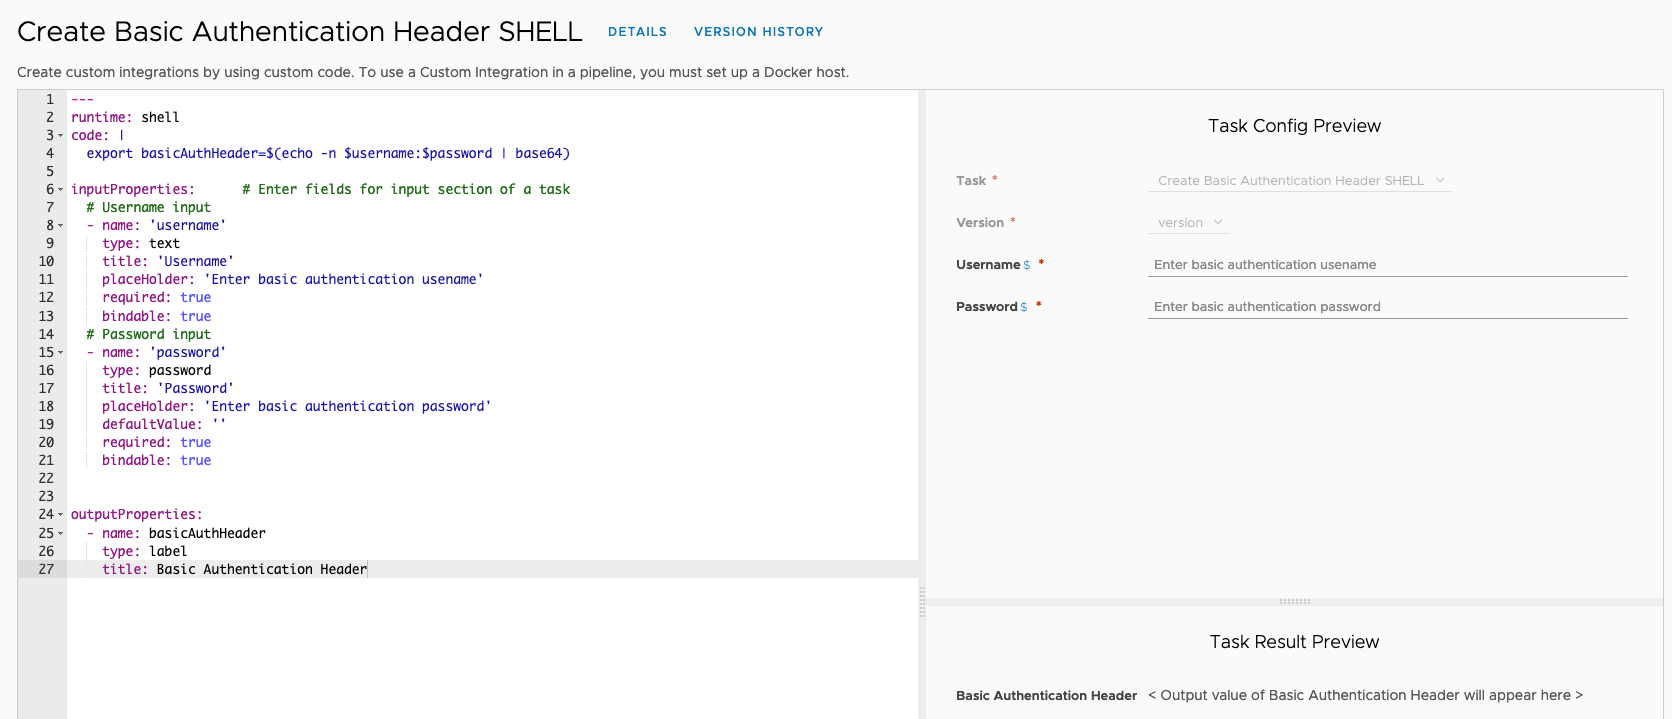 Create Basic Authentication Header SHELL DETAILS VERSION HISTORY
Create custom integrations by using custom code. To use a Custom Integration in a pipeline, you must set up a Docker host.
1 ---
2 runtime: shell
3 code: |
4   export basicAuthHeader=$(echo -n $username:$password | base64)
5
6 inputProperties:      # Enter fields for input section of a task
7   # Username input
8   - name: 'username'
9     type: text
10     title: 'Username'
11     placeHolder: 'Enter basic authentication usename'
12     required: true
13     bindable: true
14   # Password input
15   - name: 'password'
16     type: password
17     title: 'Password'
18     placeHolder: 'Enter basic authentication password'
19     defaultValue: ''
20     required: true
21     bindable: true
22
23
24 outputProperties:
25   - name: basicAuthHeader
26     type: label
27     title: Basic Authentication Header
Task Config Preview
Task * Create Basic Authentication Header SHELL
Version * version
Username $ * Enter basic authentication usename
Password $ * Enter basic authentication password
Task Result Preview
Basic Authentication Header < Output value of Basic Authentication Header will appear here >